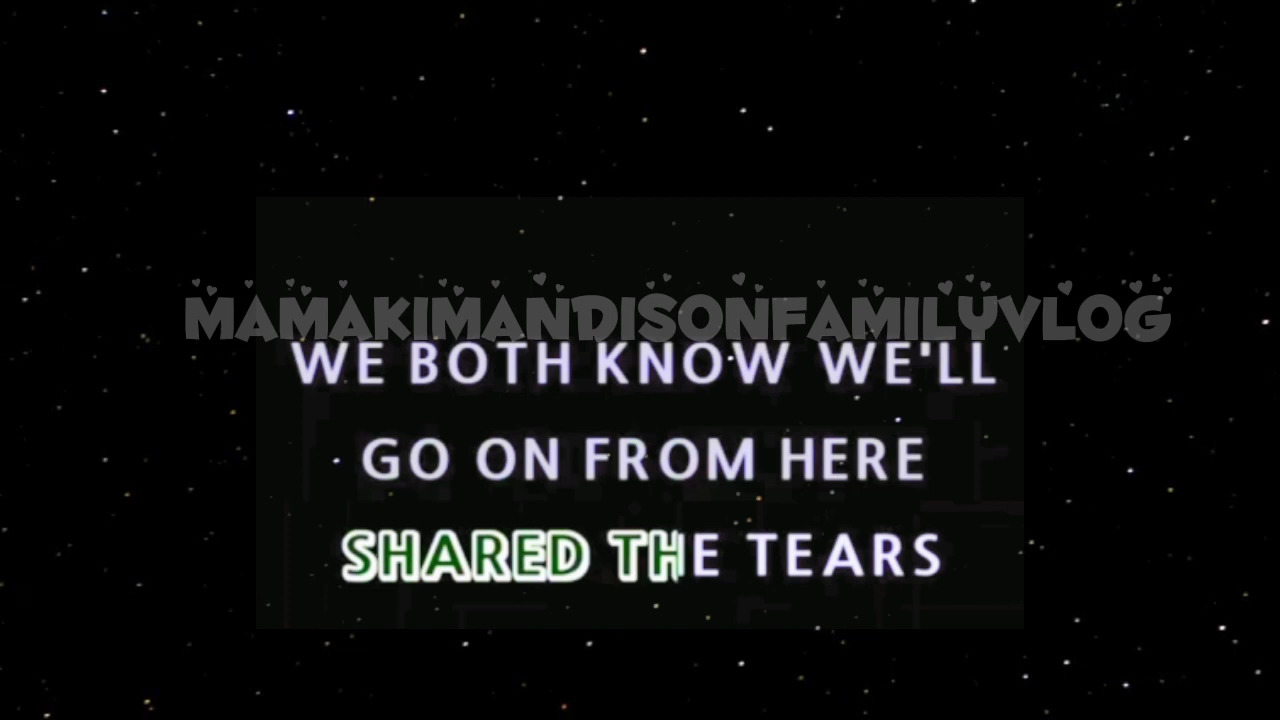 MAMAKIMANDISONFAMILYVLOG
WE BOTH KNOW WE'LL
GO ON FROM HERE
SHARED THE TEARS